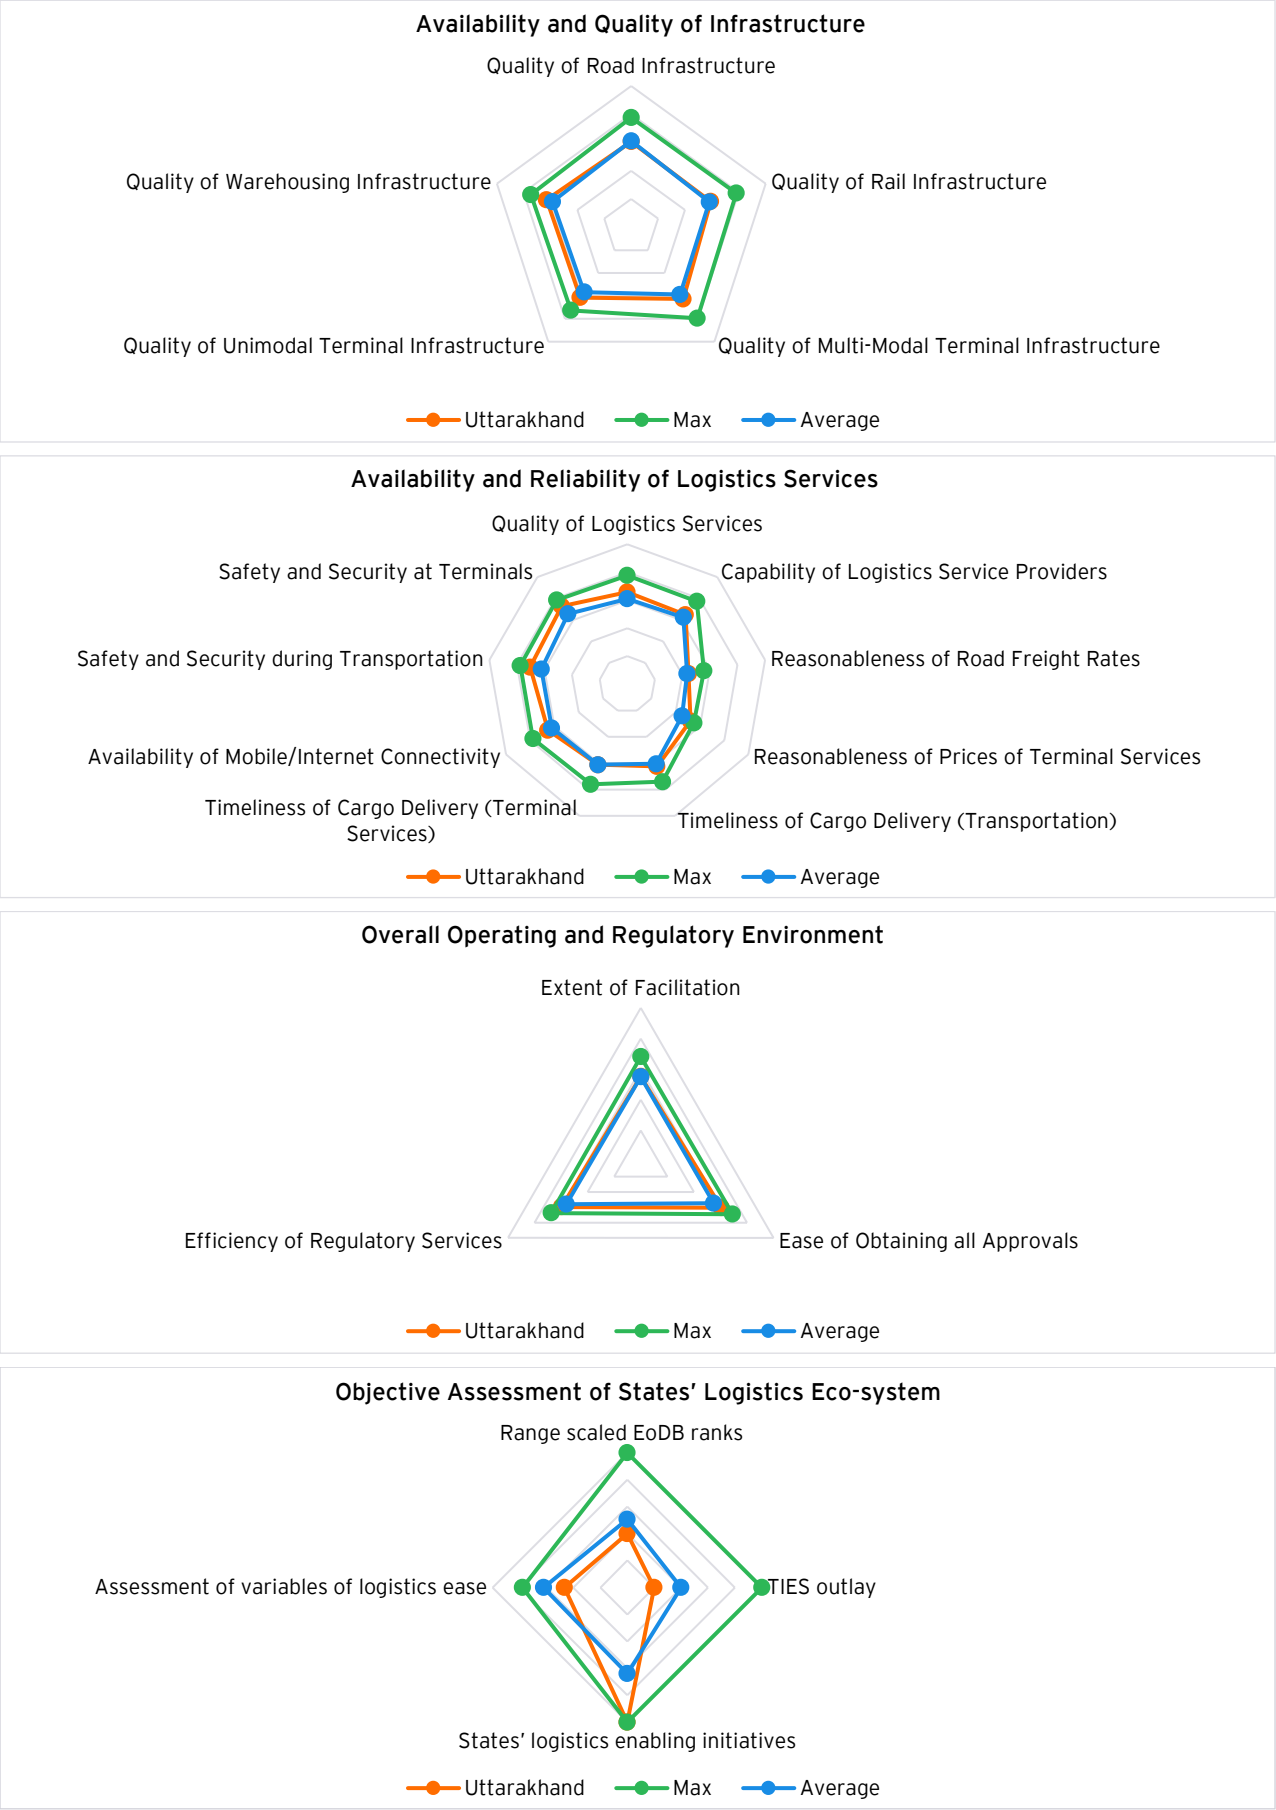 Availability and Quality of Infrastructure
Quality of Road Infrastructure
Quality of Warehousing Infrastructure
Quality of Rail Infrastructure
Quality of Unimodal Terminal Infrastructure
Quality of Multi-Modal Terminal Infrastructure
Uttarakhand Max Average
Availability and Reliability of Logistics Services
Quality of Logistics Services
Safety and Security at Terminals
Capability of Logistics Service Providers
Safety and Security during Transportation
Reasonableness of Road Freight Rates
Availability of Mobile/Internet Connectivity
Reasonableness of Prices of Terminal Services
Timeliness of Cargo Delivery (Terminal
Services)
Timeliness of Cargo Delivery (Transportation)
Uttarakhand Max Average
Overall Operating and Regulatory Environment
Extent of Facilitation
Efficiency of Regulatory Services
Ease of Obtaining all Approvals
Uttarakhand Max Average
Objective Assessment of States’ Logistics Eco-system
Range scaled EoDB ranks
Assessment of variables of logistics ease
TIES outlay
States’ logistics enabling initiatives
Uttarakhand Max Average